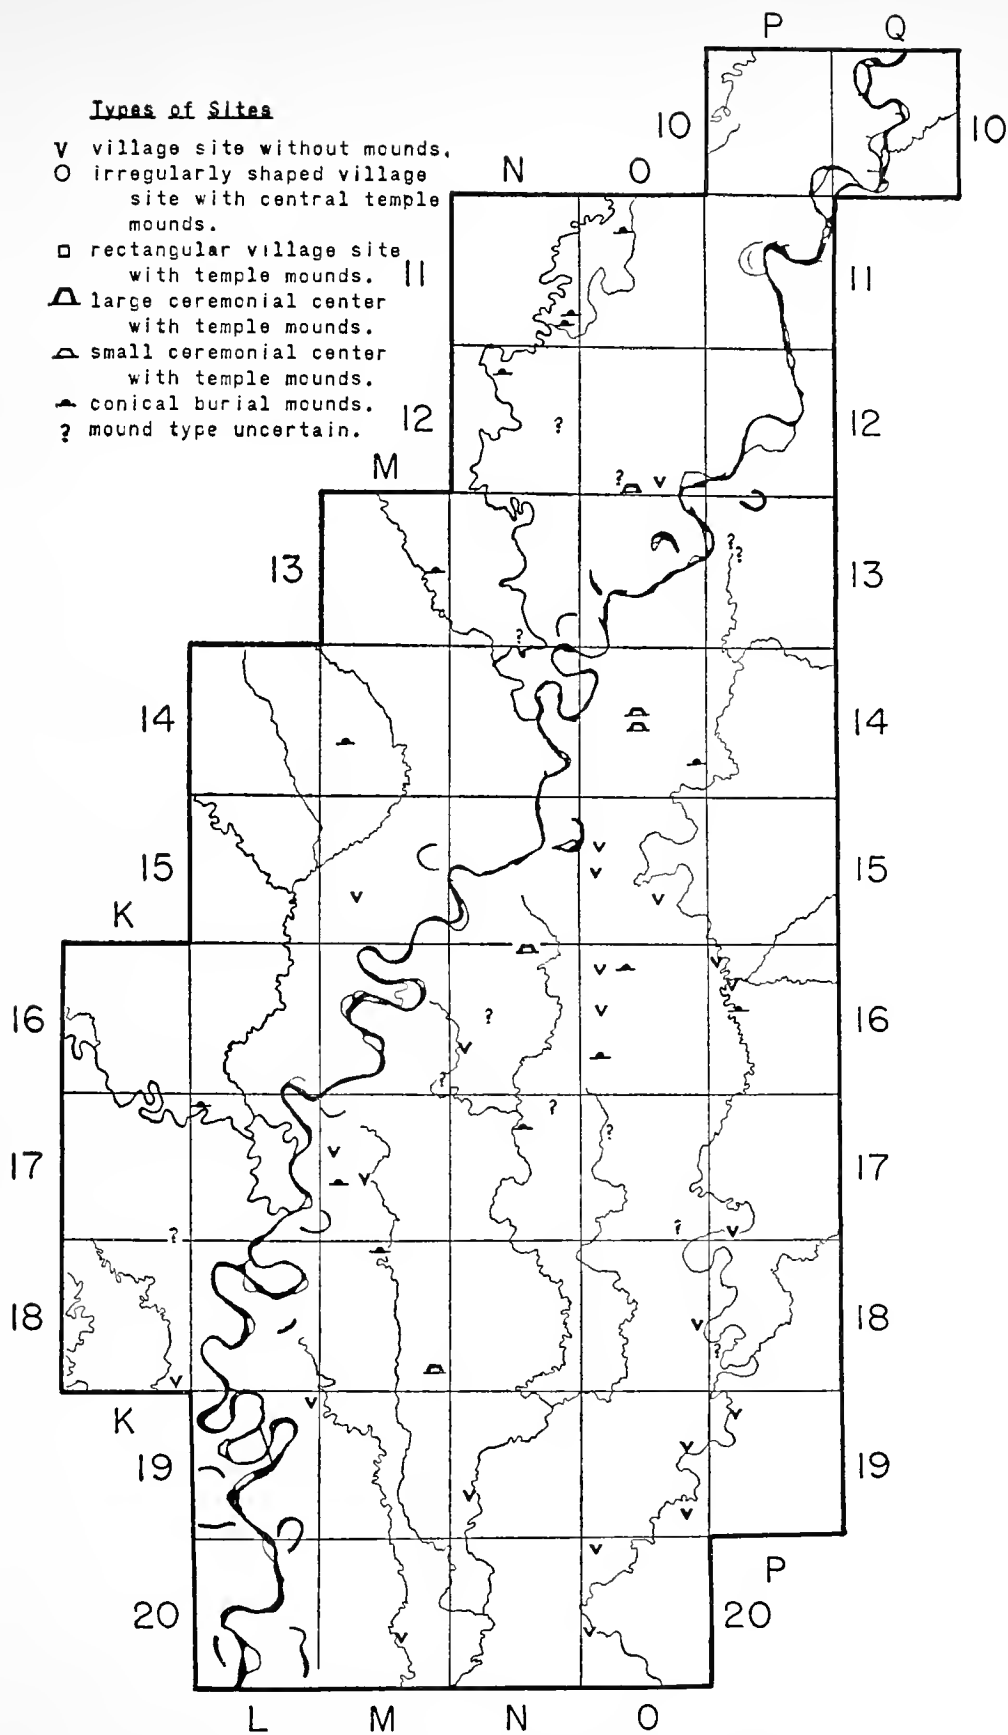 P Q
Types of Sites
10 10
V village site without mounds.
O irregularly shaped village
N O
site with central temple
mounds.
rectangular village site
11 11
with temple mounds.
large ceremonial center
with temple mounds.
small ceremonial center
with temple mounds.
conical burial mounds.
12 12
? mound type uncertain.
M
13 13
14 14
15 15
K
16 16
17 17
18 18
K
19 19
P
20 20
L M N O